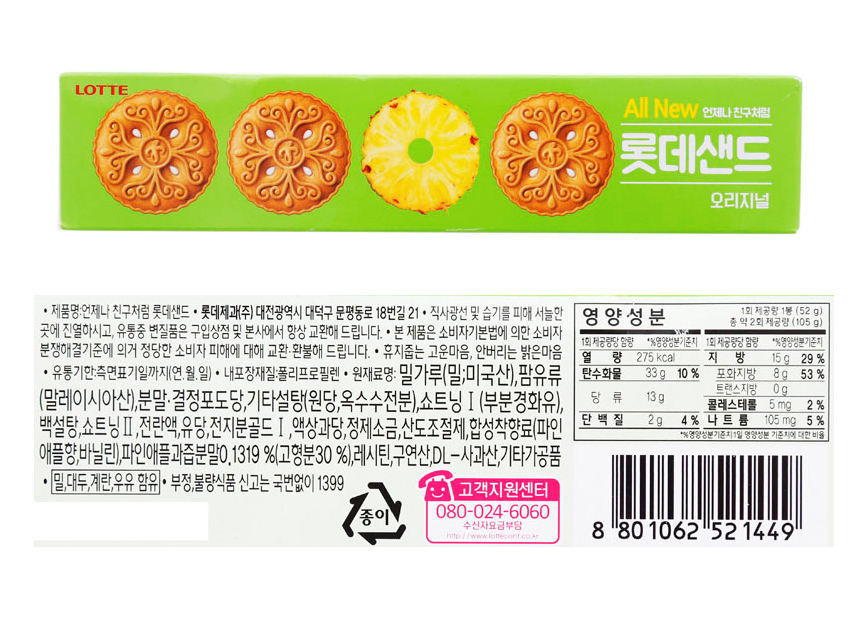 LOTTE
All New 언제나 친구처럼
롯데샌드
오리지널
• 제품명:언제나 친구처럼 롯데샌드 • 롯데제과(주) 대전광역시 대덕구 문평동로 18번길 21 • 직사광선 및 습기를 피해 서늘한
곳에 진열하시고, 유통중 변질품은 구입상점 및 본사에서 항상 교환해 드립니다. • 본 제품은 소비자기본법에 의한 소비자
분쟁해결기준에 의거 정당한 소비자 피해에 대해 교환·환불해 드립니다. • 휴지줍는 고운마음, 안버리는 밝은마음
• 유통기한:측면표기일까지(연.월.일) • 내포장재질:폴리프로필렌 • 원재료명: 밀가루(밀;미국산),팜유류
(말레이시아산),분말·결정포도당,기타설탕(원당,옥수수전분),쇼트닝Ⅰ(부분경화유),
백설탕,쇼트닝Ⅱ,전란액,유당,전지분골드Ⅰ,액상과당,정제소금,산도조절제,합성착향료(파인
애플향,바닐린),파인애플과즙분말0.1319 %(고형분30 %),레시틴,구연산,DL-사과산,기타가공품
• 밀,대두,계란,우유 함유 • 부정,불량식품 신고는 국번없이 1399
종이
고객지원센터
080-024-6060
수신자요금부담
http://www.lotteconf.co.kr
영양성분
1회 제공량 1봉 (52 g)
총 약 2회 제공량 (105 g)
1회 제공량당 함량 *%영양성분기준치 1회 제공량당 함량 *%영양성분기준치
열 량 275 kcal 지 방 15 g 29 %
탄수화물 33 g 10 % 포화지방 8 g 53 %
당 류 13 g 트랜스지방 0 g
콜레스테롤 5 mg 2 %
단 백 질 2 g 4 % 나 트 륨 105 mg 5 %
*%영양성분기준치:1일 영양성분 기준치에 대한 비율
8 801062 521449